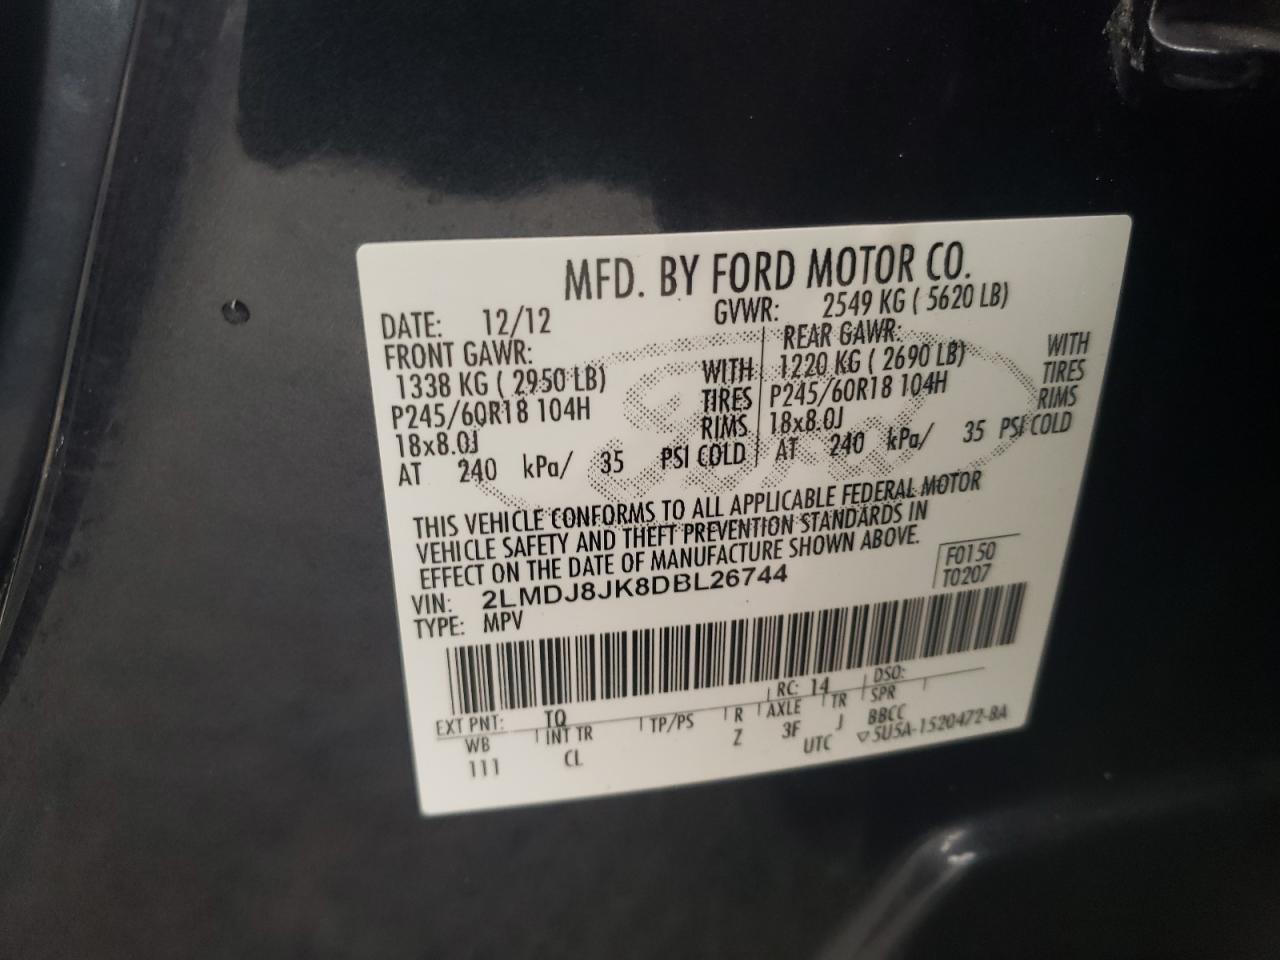 MFD. BY FORD MOTOR CO.
DATE: 12/12 GVWR: 2549 KG ( 5620 LB)
FRONT GAWR: REAR GAWR:
1338 KG ( 2950 LB) WITH 1220 KG ( 2690 LB) WITH
P245/60R18 104H TIRES P245/60R18 104H TIRES
18x8.0J RIMS 18x8.0J RIMS
AT 240 kPa/ 35 PSI COLD AT 240 kPa/ 35 PSI COLD
THIS VEHICLE CONFORMS TO ALL APPLICABLE FEDERAL MOTOR
VEHICLE SAFETY AND THEFT PREVENTION STANDARDS IN
EFFECT ON THE DATE OF MANUFACTURE SHOWN ABOVE.
F0150
VIN: 2LMDJ8JK8DBL26744 T0207
TYPE: MPV
RC: 14 DSO:
EXT PNT: TQ
WB INT TR TP/PS R AXLE TR SPR
111 CL Z 3F J BBCC
UTC ▽5U5A-1520472-BA